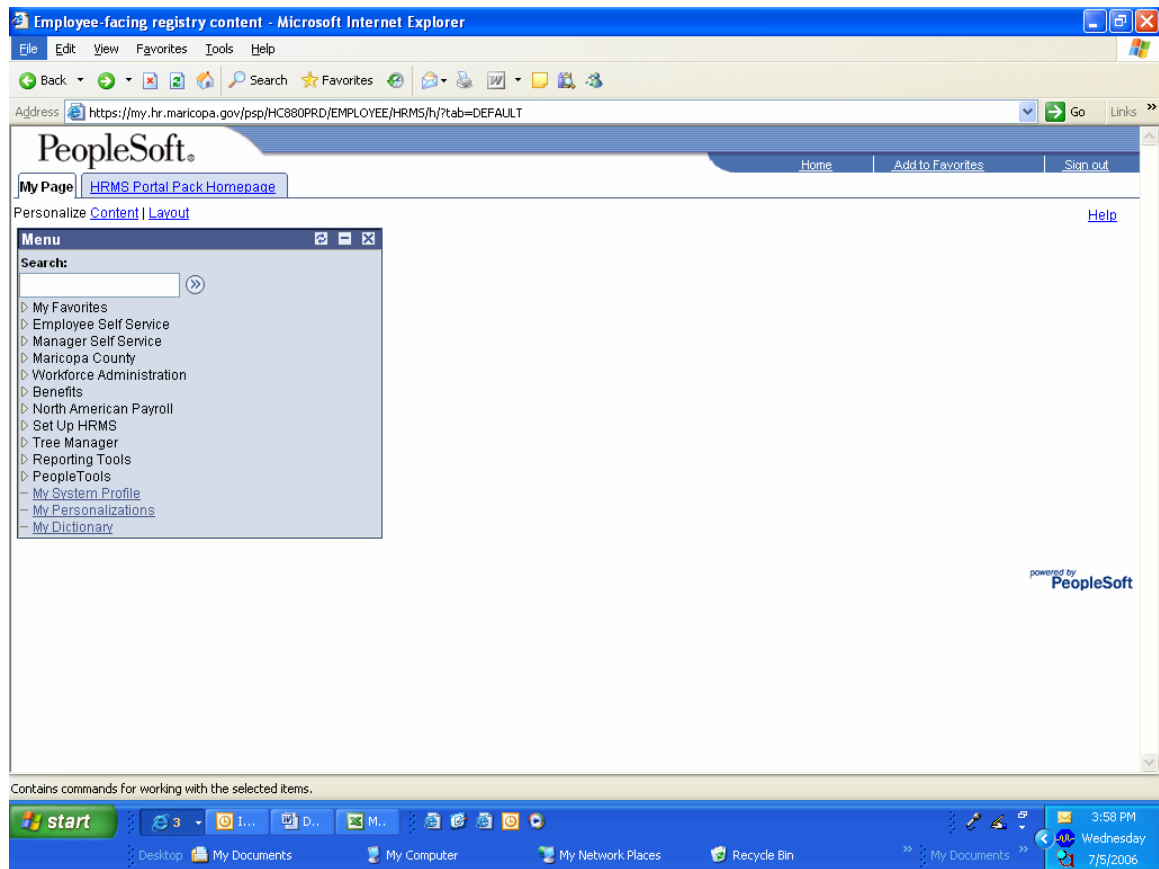 Employee-facing registry content - Microsoft Internet Explorer
File Edit View Favorites Tools Help
Back Search Favorites
Address https://my.hr.maricopa.gov/psp/HC880PRD/EMPLOYEE/HRMS/h/?tab=DEFAULT Go Links »
PeopleSoft®
Home Add to Favorites Sign out
My Page HRMS Portal Pack Homepage
Personalize Content | Layout Help
Menu
Search:
My Favorites
Employee Self Service
Manager Self Service
Maricopa County
Workforce Administration
Benefits
North American Payroll
Set Up HRMS
Tree Manager
Reporting Tools
PeopleTools
My System Profile
My Personalizations
My Dictionary
powered by
PeopleSoft
Contains commands for working with the selected items.
start 3 I... D.. M.. 3:58 PM
Wednesday
Desktop My Documents My Computer My Network Places Recycle Bin » My Documents » 7/5/2006